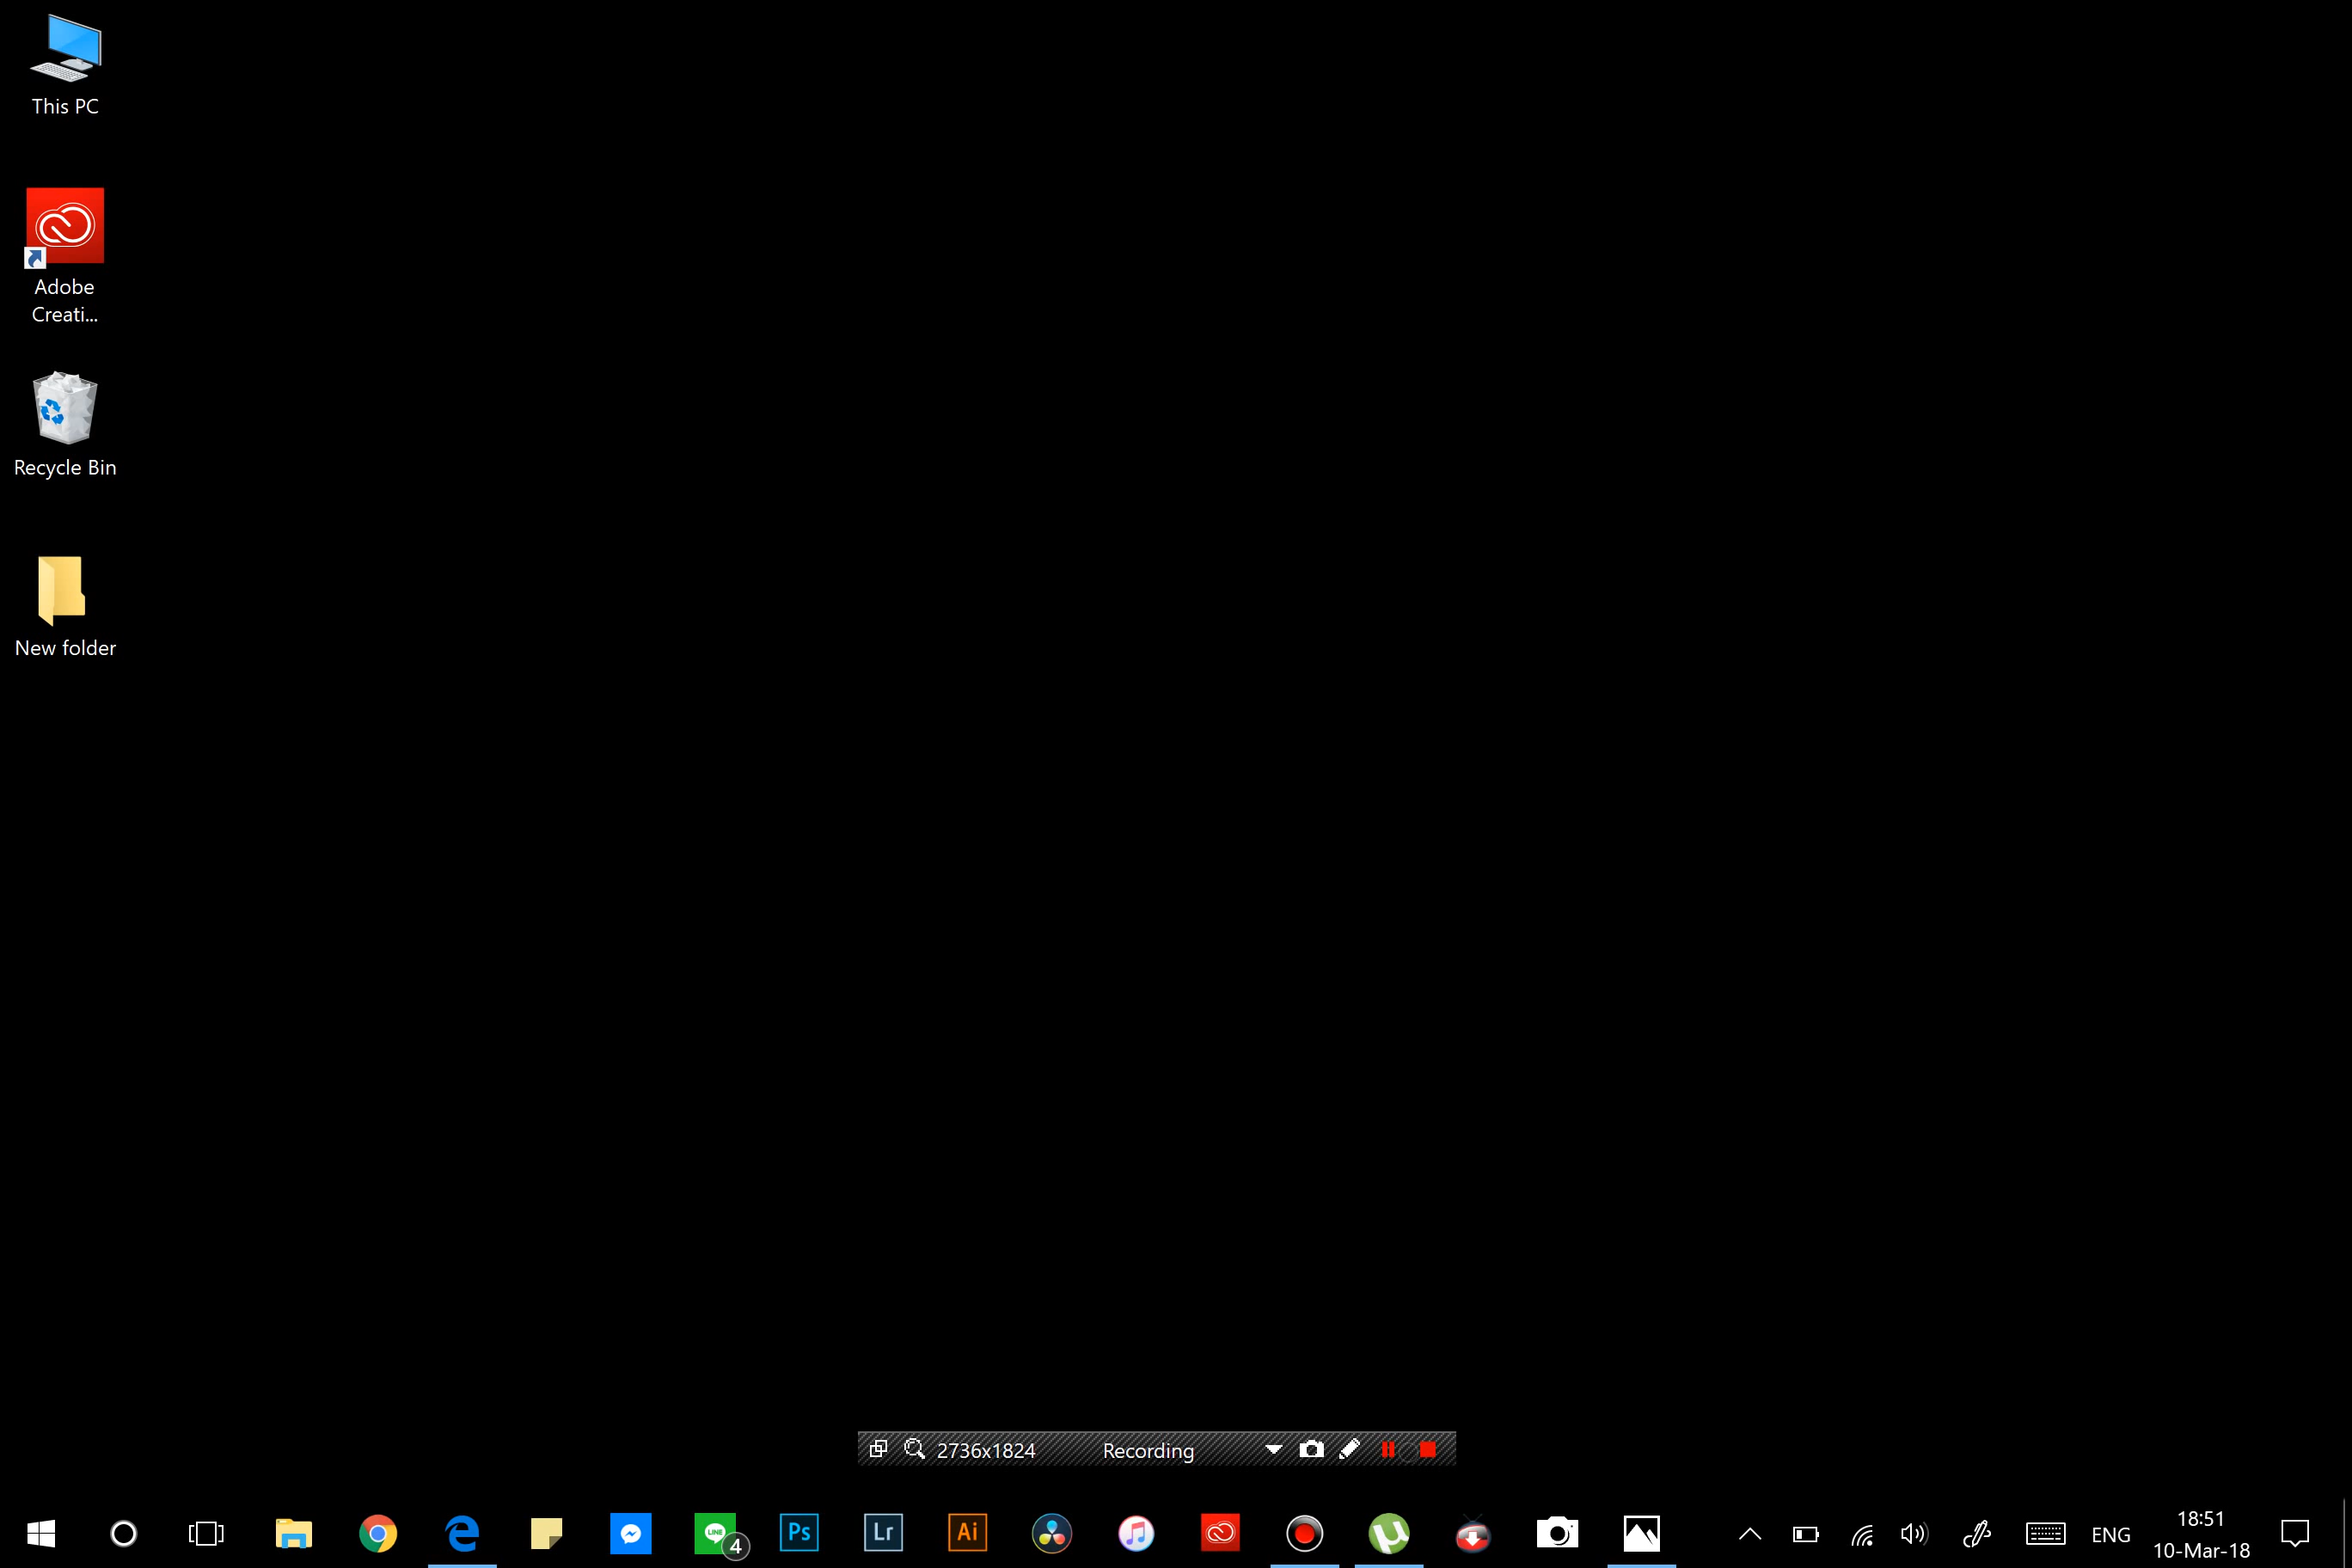 This PC
Adobe
Creati...
Recycle Bin
New folder
2736x1824 Recording
LINE
4
Ps
Lr
Ai
ENG
18:51
10-Mar-18